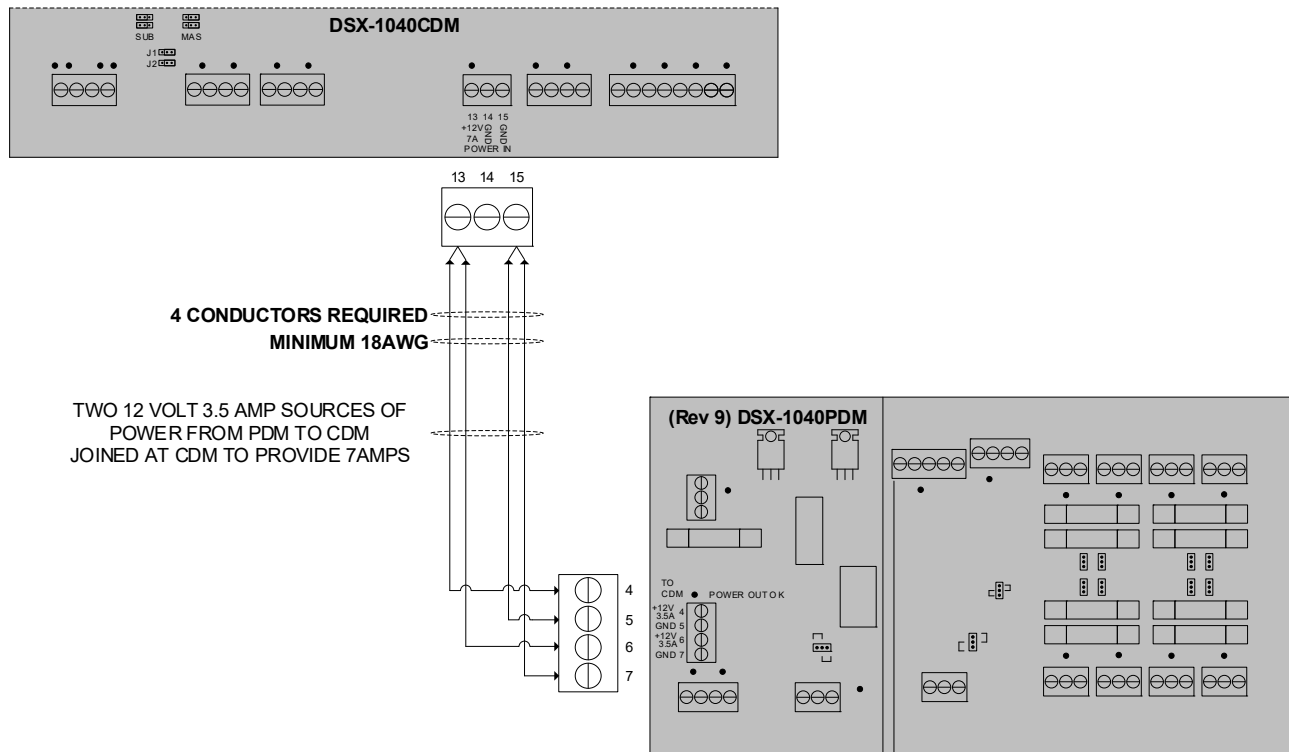 DSX-1040CDM
SUB MAS
J1
J2
13 14 15
+12V GND GND
7A
POWER IN
13 14 15
4 CONDUCTORS REQUIRED
MINIMUM 18AWG
TWO 12 VOLT 3.5 AMP SOURCES OF
POWER FROM PDM TO CDM
JOINED AT CDM TO PROVIDE 7AMPS
4
5
6
7
(Rev 9) DSX-1040PDM
TO
CDM POWER OUT OK
+12V 4
3.5A
GND 5
+12V 6
3.5A
GND 7